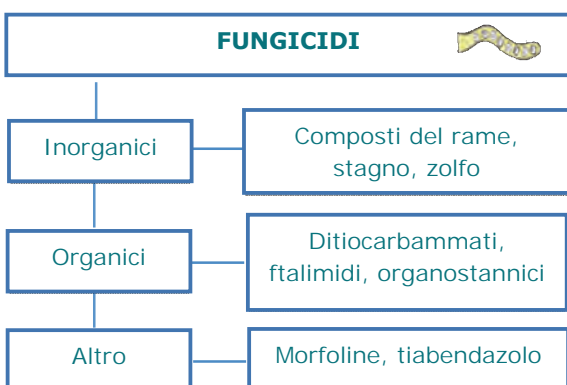 FUNGICIDI
Inorganici
Composti del rame,
stagno, zolfo
Organici
Ditiocarbammati,
ftalimidi, organostannici
Altro
Morfoline, tiabendazolo